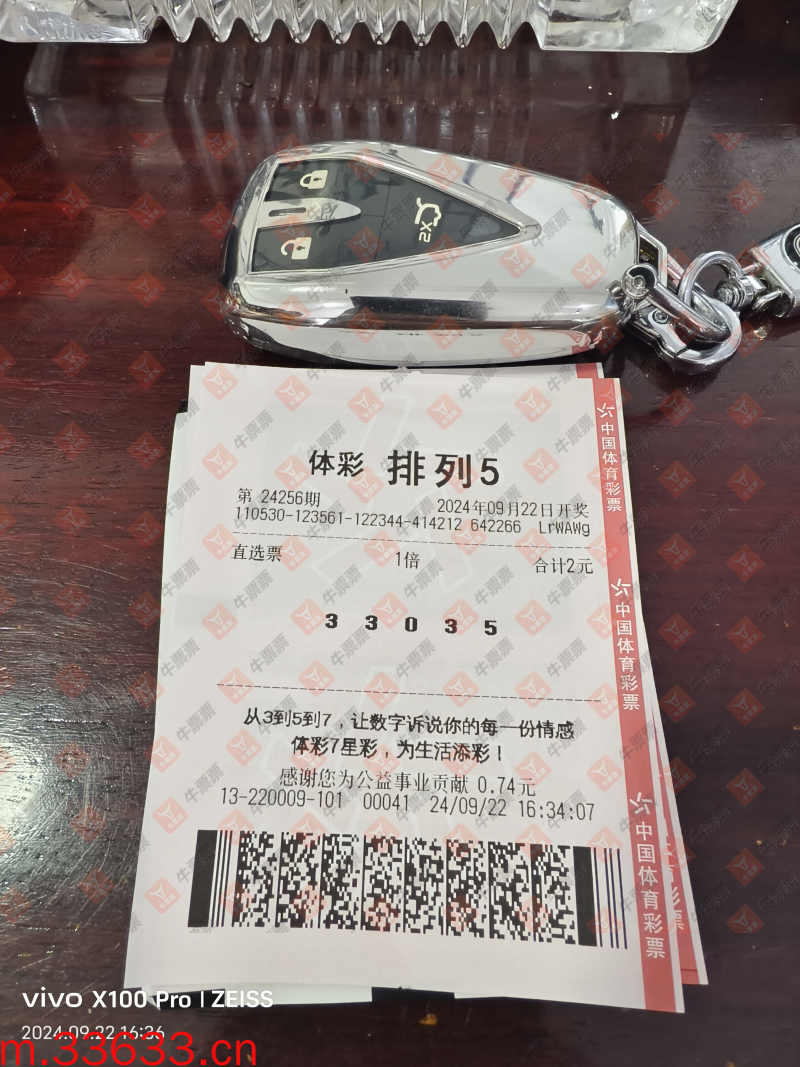 2X
体彩 排列5
第 24256期 2024年09月22日开奖
110530-123561-122344-414212 642266 LrWAWg
直选票 1倍 合计2元
3 3 0 3 5
从3到5到7，让数字诉说你的每一份情感
体彩7星彩，为生活添彩！
感谢您为公益事业贡献 0.74元
13-220009-101 00041 24/09/22 16:34:07
中国体育彩票
中国体育彩票
中国体育彩票
牛票票
vivo X100 Pro | ZEISS
2024.09.22 16:36
m.33633.cn